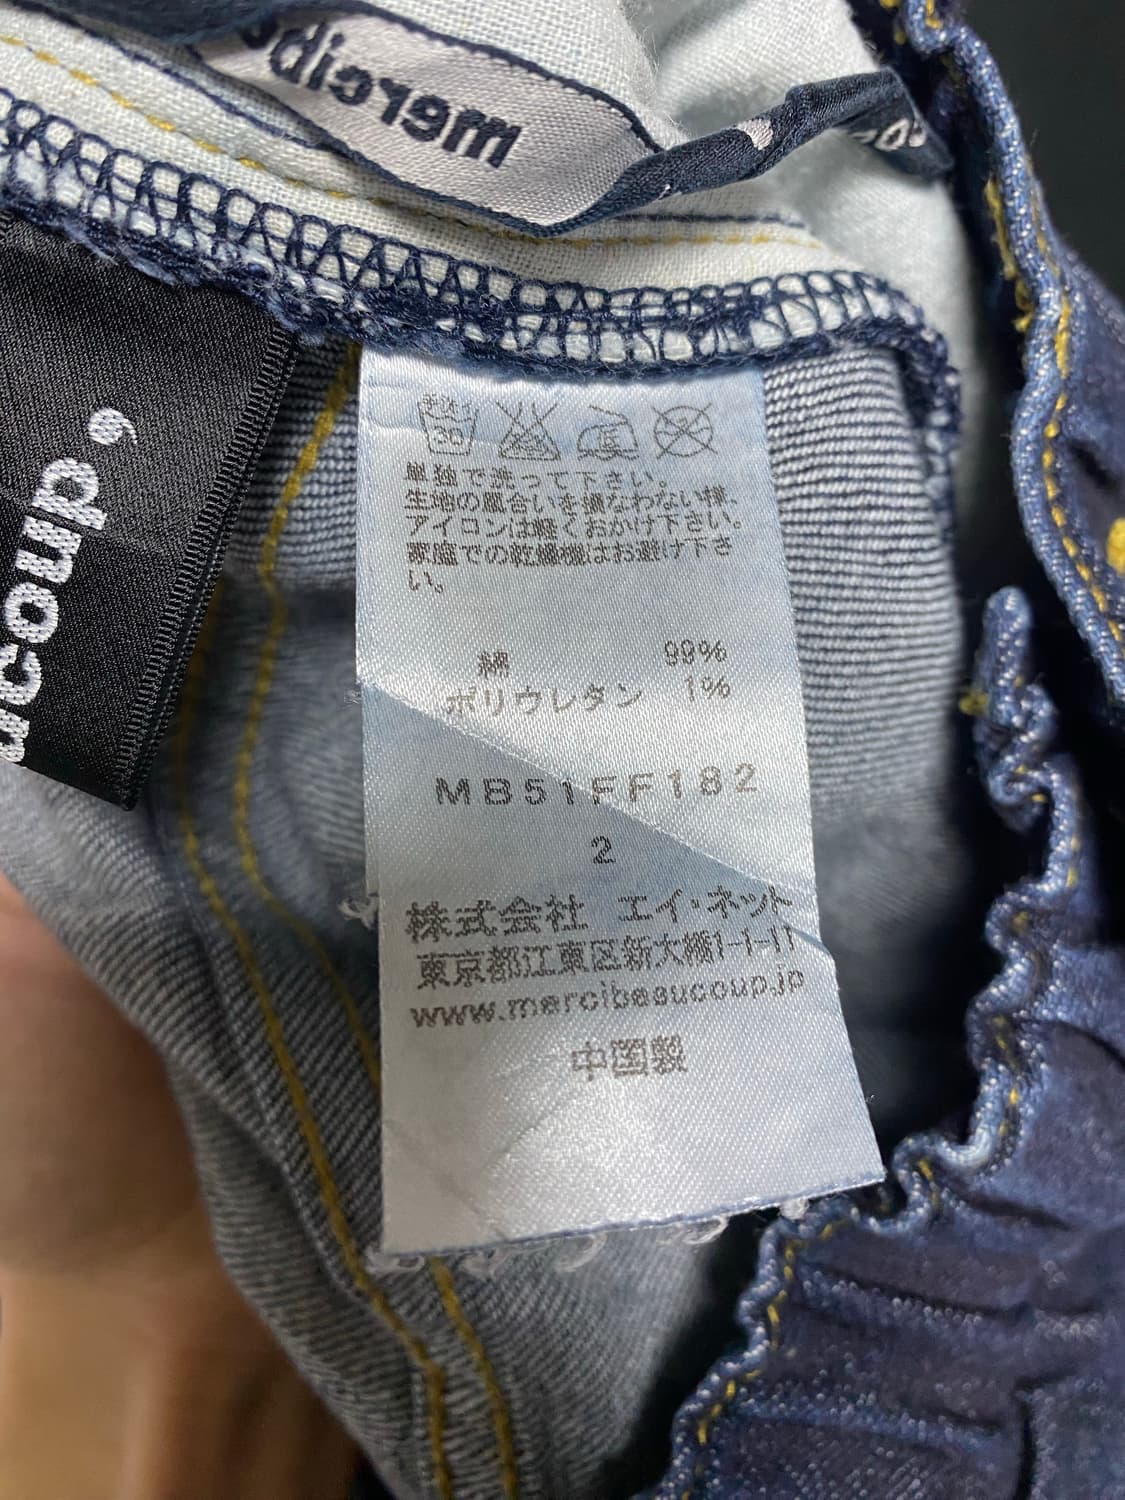 mercibe
ucoup,
30
単独で洗って下さい。
生地の風合いを損なわない様、
アイロンは軽くおかけ下さい。
家庭での乾燥機はお避け下さ
い。
綿 99%
ポリウレタン 1%
MB51FF182
2
株式会社 エイ・ネット
東京都江東区新大橋1-1-11
www.mercibeaucoup.jp
中国製